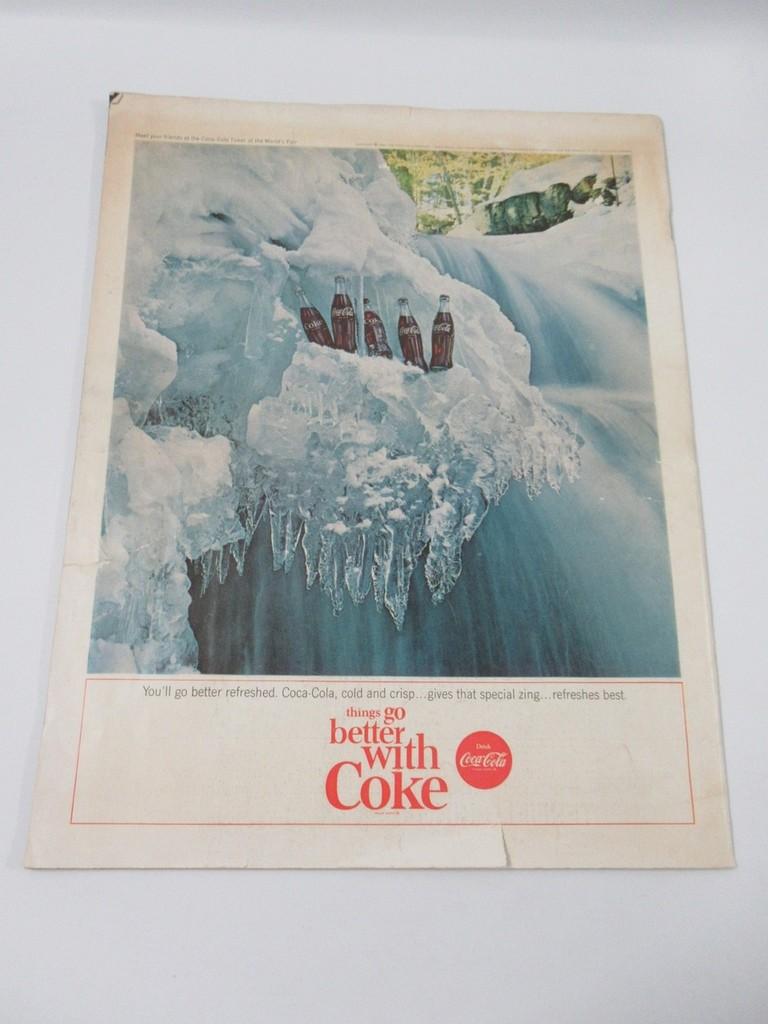 Meet your friends at the Coca-Cola Tower at the World's Fair
Coke
Coca-Cola
Coke
Coca-Cola
Coca-Cola
You'll go better refreshed. Coca-Cola, cold and crisp...gives that special zing...refreshes best.
things go
better
with
Coke
Drink
Coca-Cola